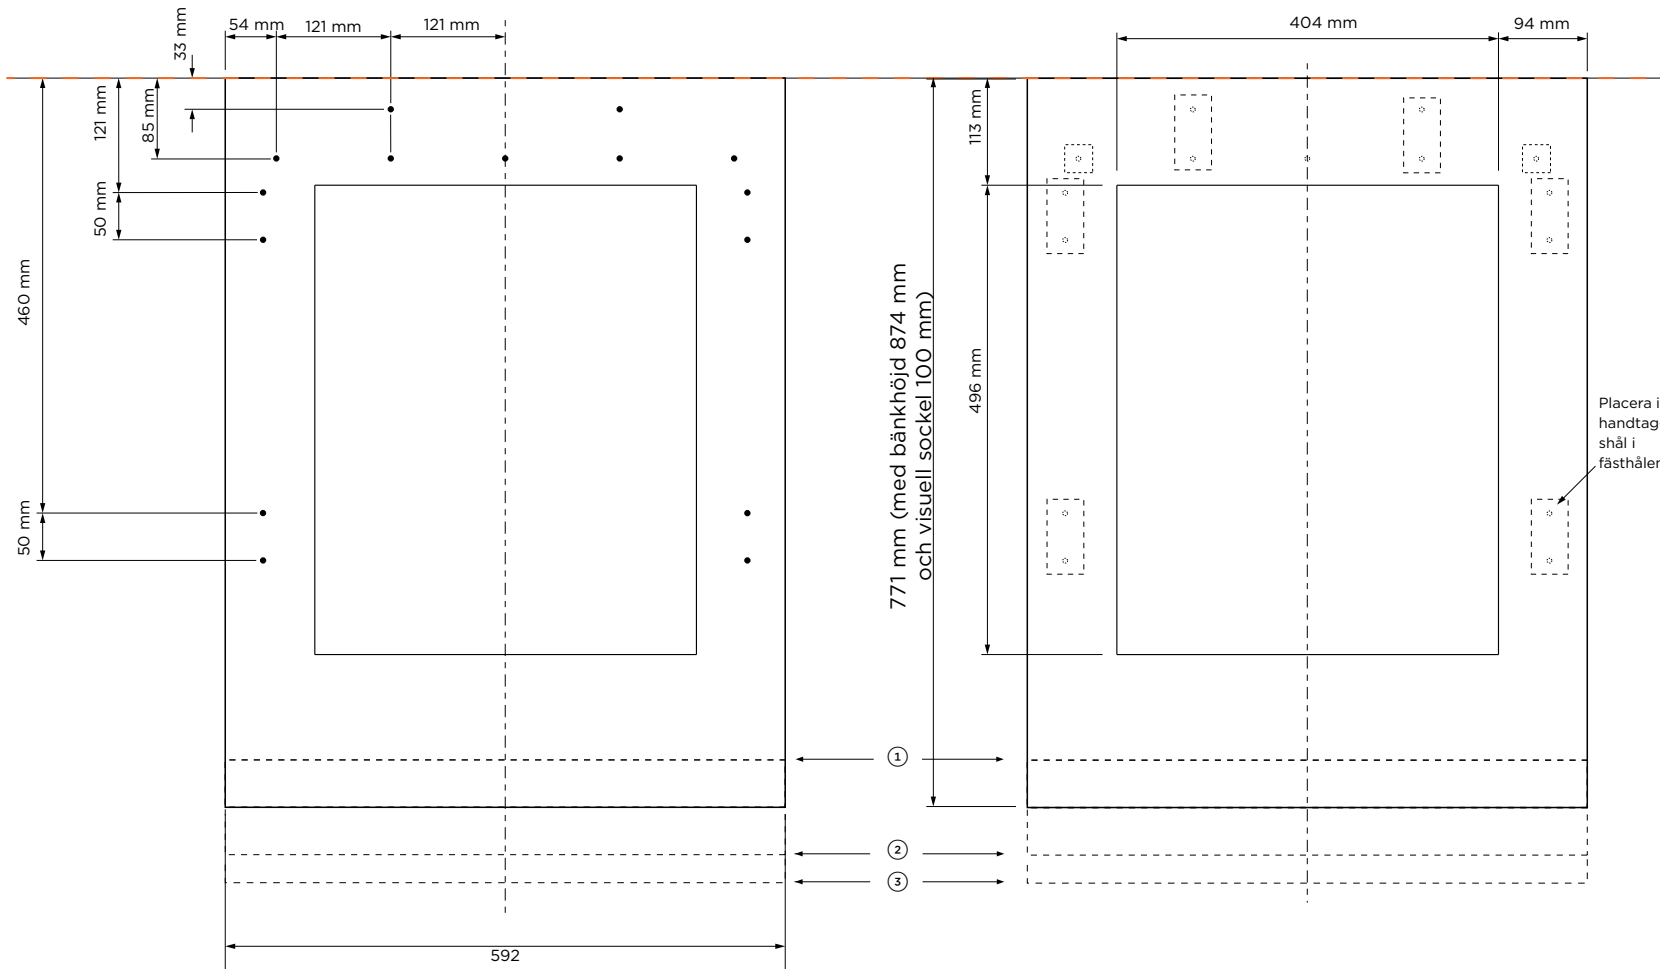 33 mm
54 mm
121 mm
121 mm
404 mm
94 mm
121 mm
85 mm
113 mm
50 mm
460 mm
771 mm (med bänkhöjd 874 mm
och visuell sockel 100 mm)
496 mm
Placera i
handtag
shål i
fästhåler
50 mm
1
2
3
592